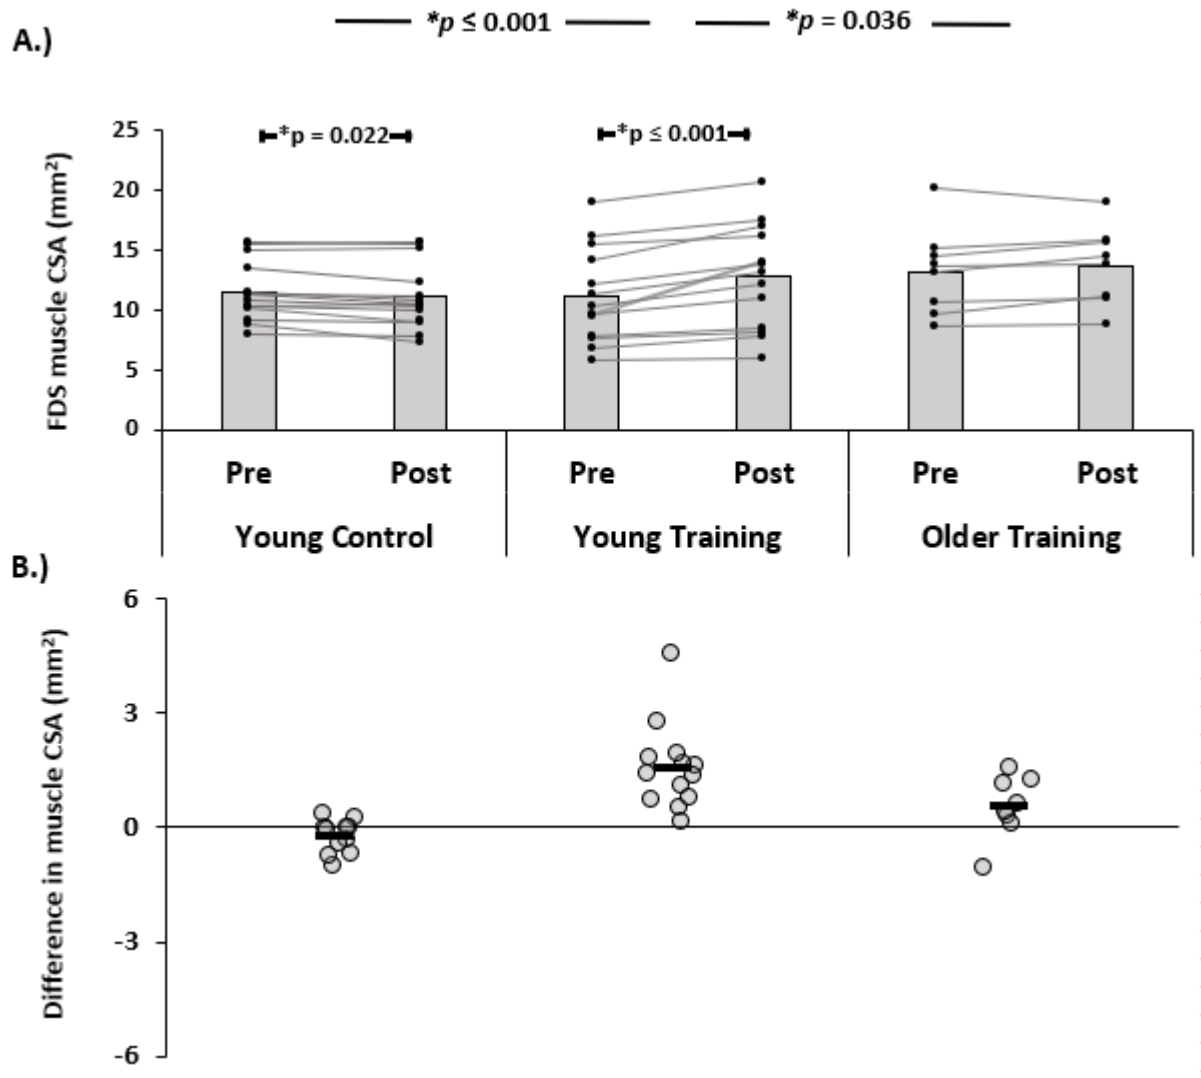 *p ≤ 0.001 *p = 0.036
A.)
*p = 0.022 *p ≤ 0.001
FDS muscle CSA (mm²)
25
20
15
10
5
0
Pre Post Pre Post Pre Post
Young Control Young Training Older Training
B.)
Difference in muscle CSA (mm²)
6
3
0
-3
-6